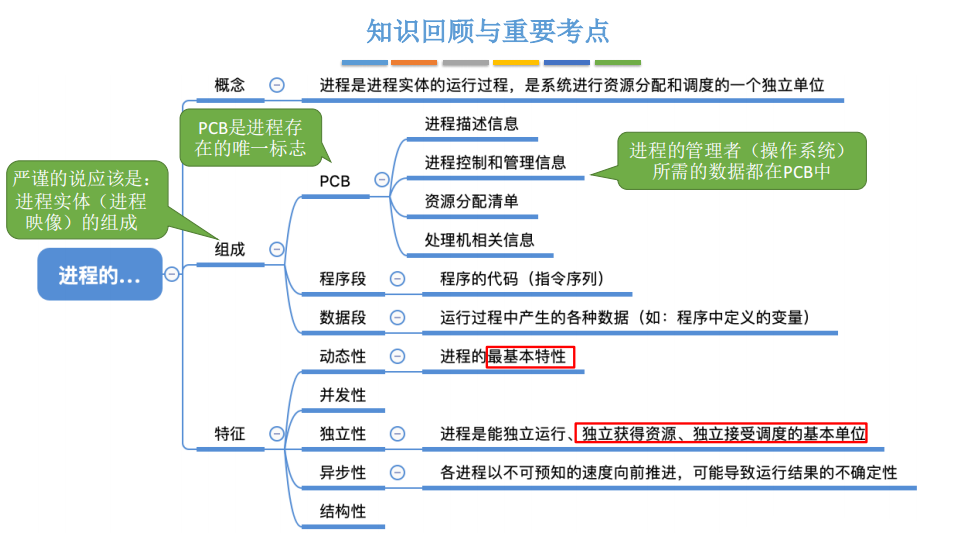 知识回顾与重要考点
概念
进程是进程实体的运行过程，是系统进行资源分配和调度的一个独立单位
PCB是进程存
在的唯一标志
进程描述信息
进程控制和管理信息
进程的管理者（操作系统）
所需的数据都在PCB中
严谨的说应该是：
进程实体（进程
映像）的组成
PCB
资源分配清单
处理机相关信息
组成
进程的...
程序段
程序的代码（指令序列）
数据段
运行过程中产生的各种数据（如：程序中定义的变量）
动态性
进程的最基本特性
并发性
特征
独立性
进程是能独立运行、独立获得资源、独立接受调度的基本单位
异步性
各进程以不可预知的速度向前推进，可能导致运行结果的不确定性
结构性